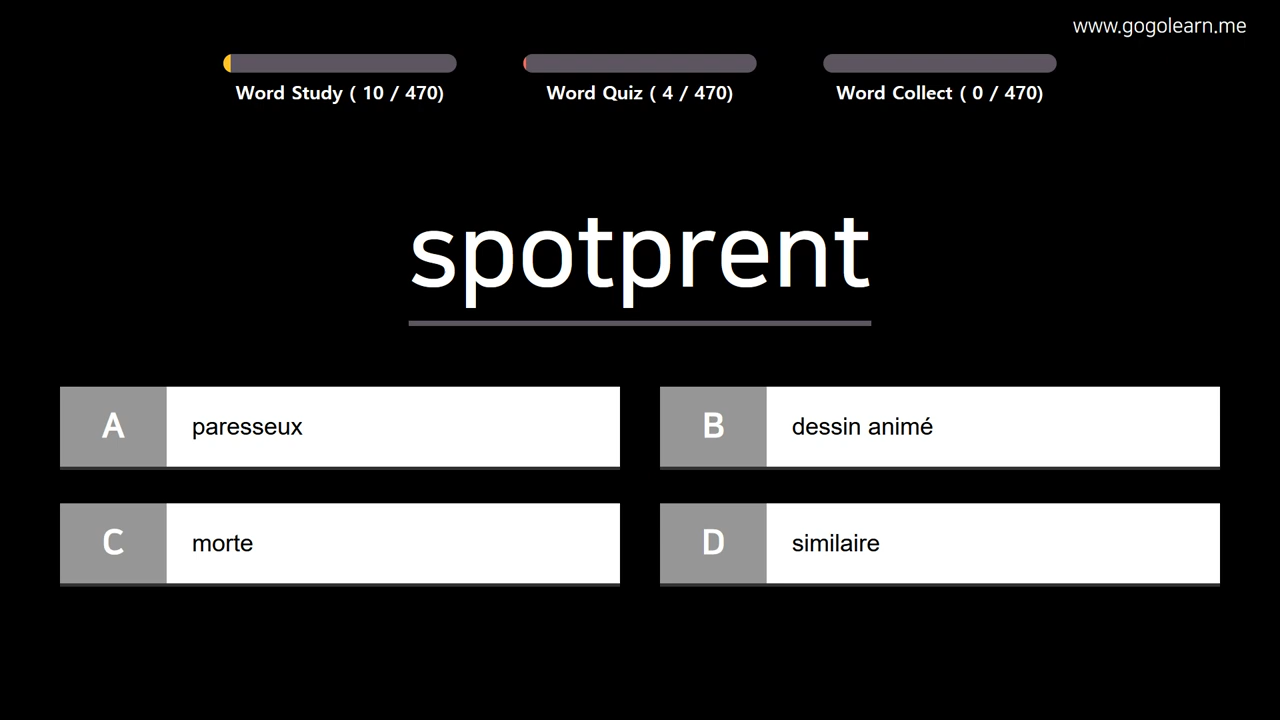 www.gogolearn.me
Word Study ( 10 / 470)
Word Quiz ( 4 / 470)
Word Collect ( 0 / 470)
spotprent
A paresseux
B dessin animé
C morte
D similaire